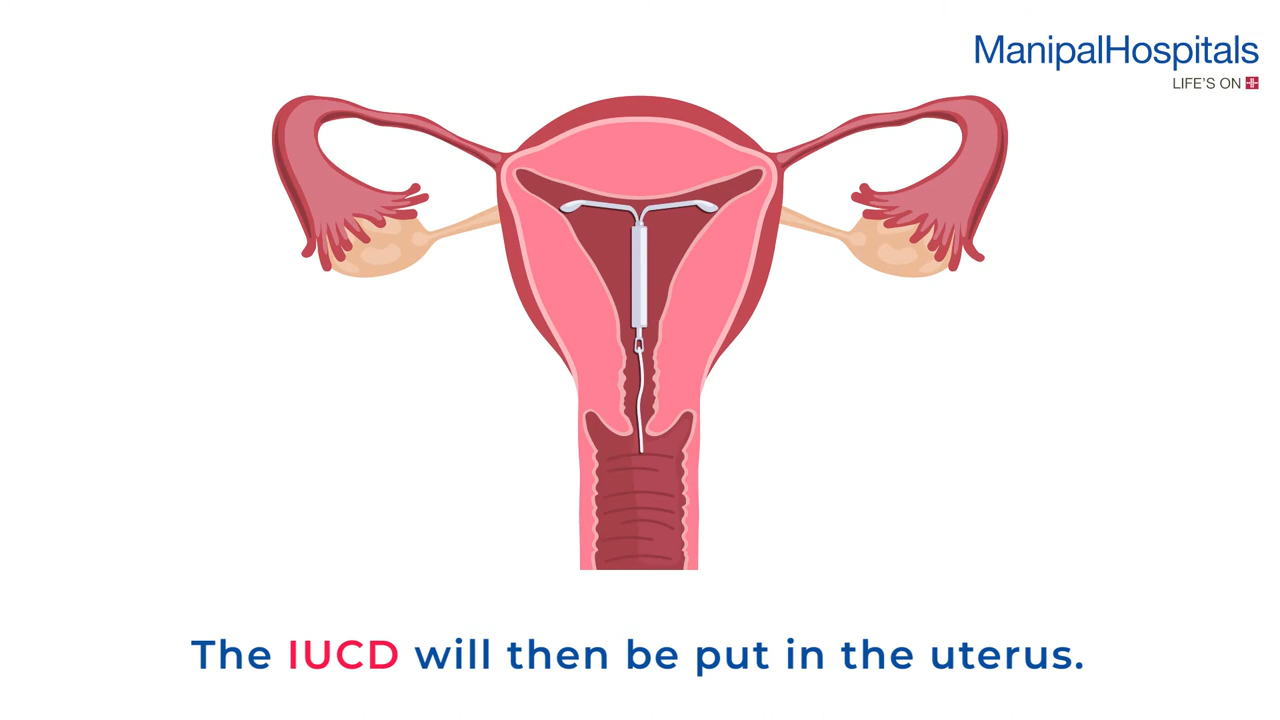 ManipalHospitals
LIFE'S ON
The IUCD will then be put in the uterus.